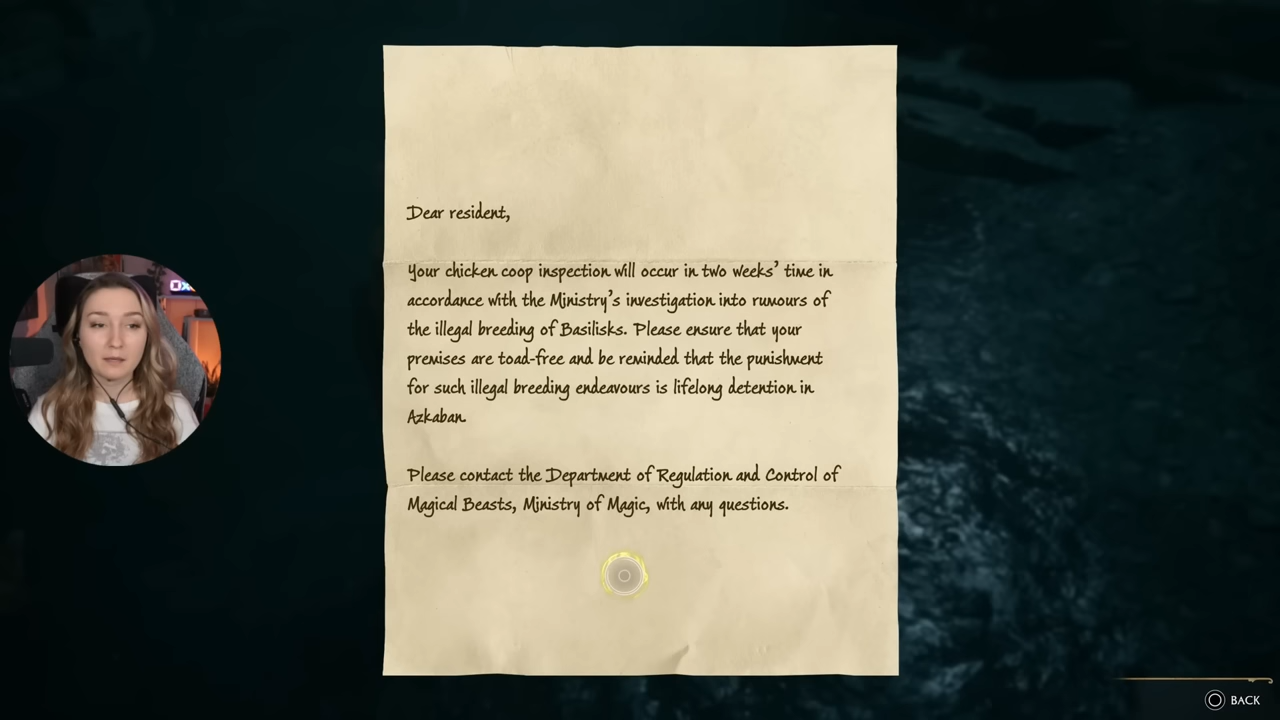 Dear resident,
Your chicken coop inspection will occur in two weeks' time in
accordance with the Ministry's investigation into rumours of
the illegal breeding of Basilisks. Please ensure that your
premises are toad-free and be reminded that the punishment
for such illegal breeding endeavours is lifelong detention in
Azkaban.
Please contact the Department of Regulation and Control of
Magical Beasts, Ministry of Magic, with any questions.
BACK